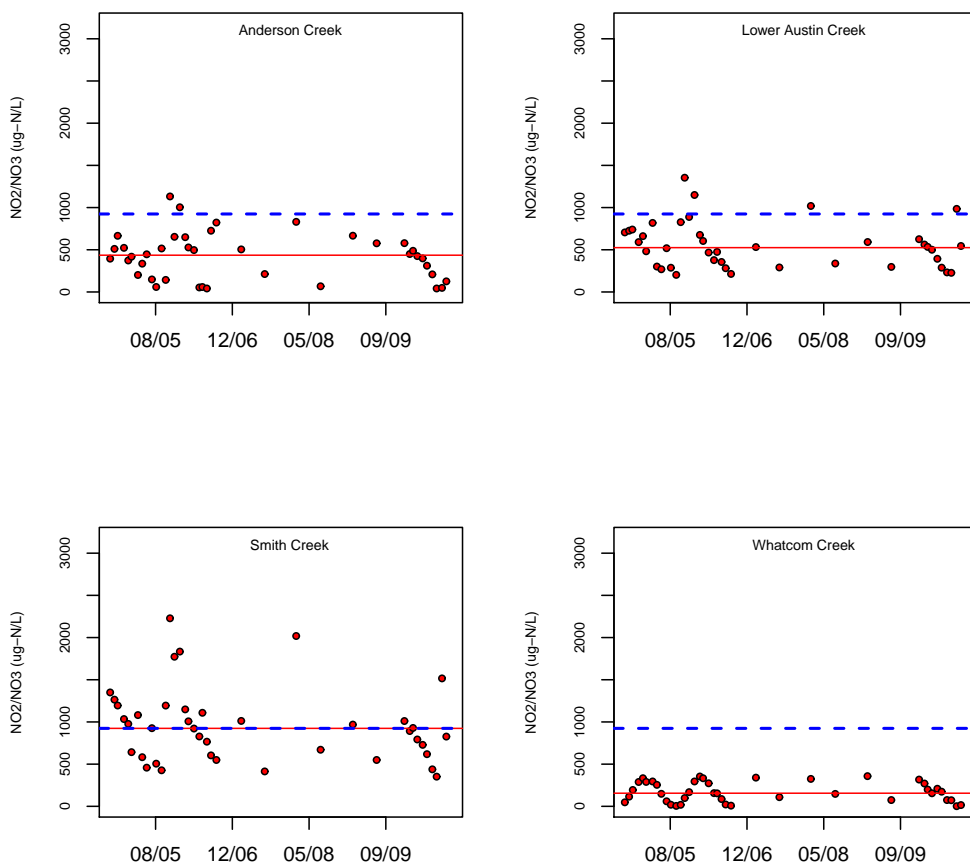 Anderson Creek
NO2/NO3 (ug−N/L)
3000
2000
1000
500
0
08/05 12/06 05/08 09/09
Lower Austin Creek
NO2/NO3 (ug−N/L)
3000
2000
1000
500
0
08/05 12/06 05/08 09/09
Smith Creek
NO2/NO3 (ug−N/L)
3000
2000
1000
500
0
08/05 12/06 05/08 09/09
Whatcom Creek
NO2/NO3 (ug−N/L)
3000
2000
1000
500
0
08/05 12/06 05/08 09/09